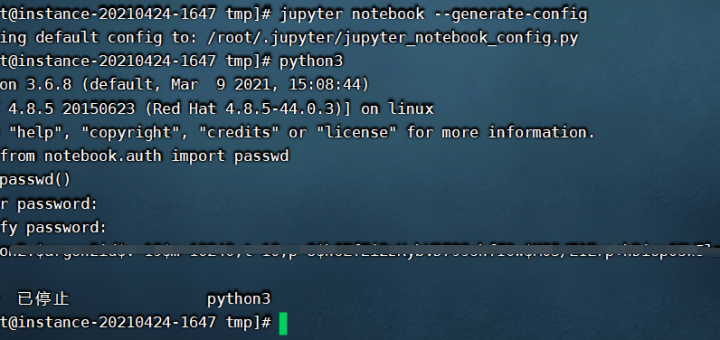 t@instance-20210424-1647 tmp]# jupyter notebook --generate-config
ing default config to: /root/.jupyter/jupyter_notebook_config.py
t@instance-20210424-1647 tmp]# python3
on 3.6.8 (default, Mar  9 2021, 15:08:44)
4.8.5 20150623 (Red Hat 4.8.5-44.0.3)] on linux
"help", "copyright", "credits" or "license" for more information.
from notebook.auth import passwd
passwd()
r password:
fy password:
已停止 python3
t@instance-20210424-1647 tmp]#